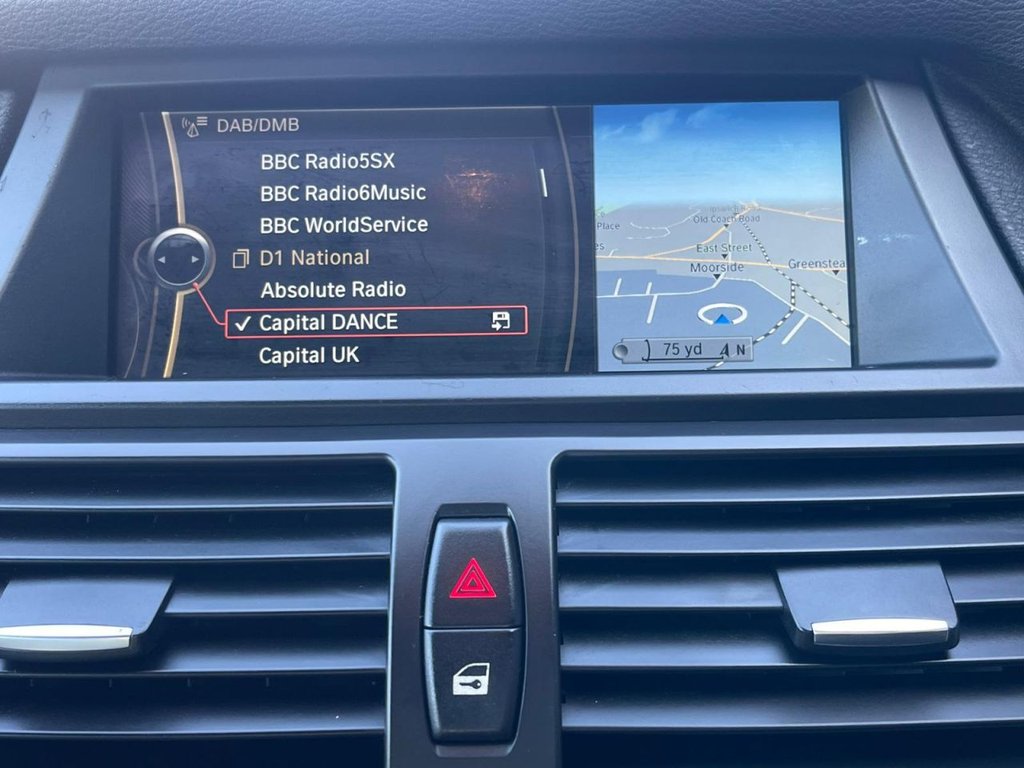 DAB/DMB
BBC Radio5SX
BBC Radio6Music
BBC WorldService
D1 National
Absolute Radio
Capital DANCE
Capital UK
Old Coach Road
Place
es
East Street
Moorside
Greenstea
75 yd
N